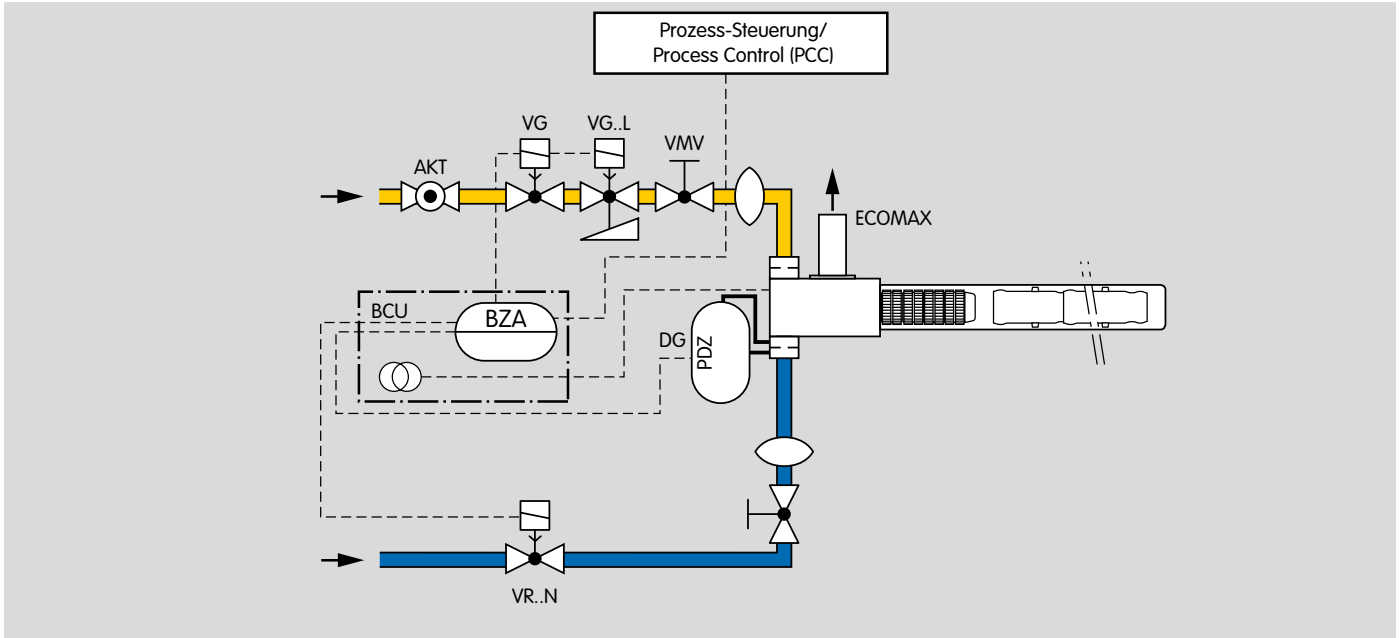 Prozess-Steuerung/
Process Control (PCC)
VG
VG..L
VMV
AKT
ECOMAX
BCU
BZA
DG
PDZ
VR..N